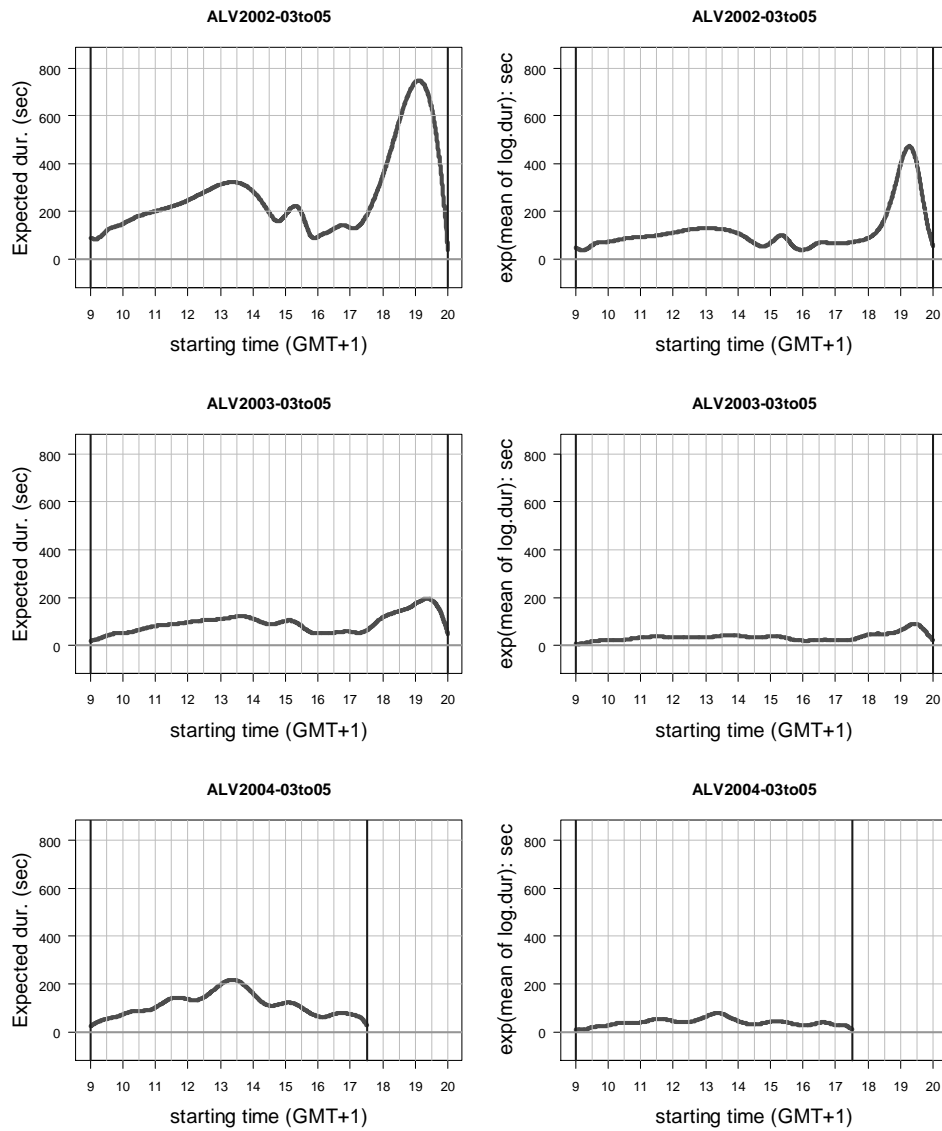 ALV2002-03to05
Expected dur. (sec)
800
600
400
200
0
9 10 11 12 13 14 15 16 17 18 19 20
starting time (GMT+1)
ALV2002-03to05
exp(mean of log.dur): sec
800
600
400
200
0
9 10 11 12 13 14 15 16 17 18 19 20
starting time (GMT+1)
ALV2003-03to05
Expected dur. (sec)
800
600
400
200
0
9 10 11 12 13 14 15 16 17 18 19 20
starting time (GMT+1)
ALV2003-03to05
exp(mean of log.dur): sec
800
600
400
200
0
9 10 11 12 13 14 15 16 17 18 19 20
starting time (GMT+1)
ALV2004-03to05
Expected dur. (sec)
800
600
400
200
0
9 10 11 12 13 14 15 16 17 18 19 20
starting time (GMT+1)
ALV2004-03to05
exp(mean of log.dur): sec
800
600
400
200
0
9 10 11 12 13 14 15 16 17 18 19 20
starting time (GMT+1)